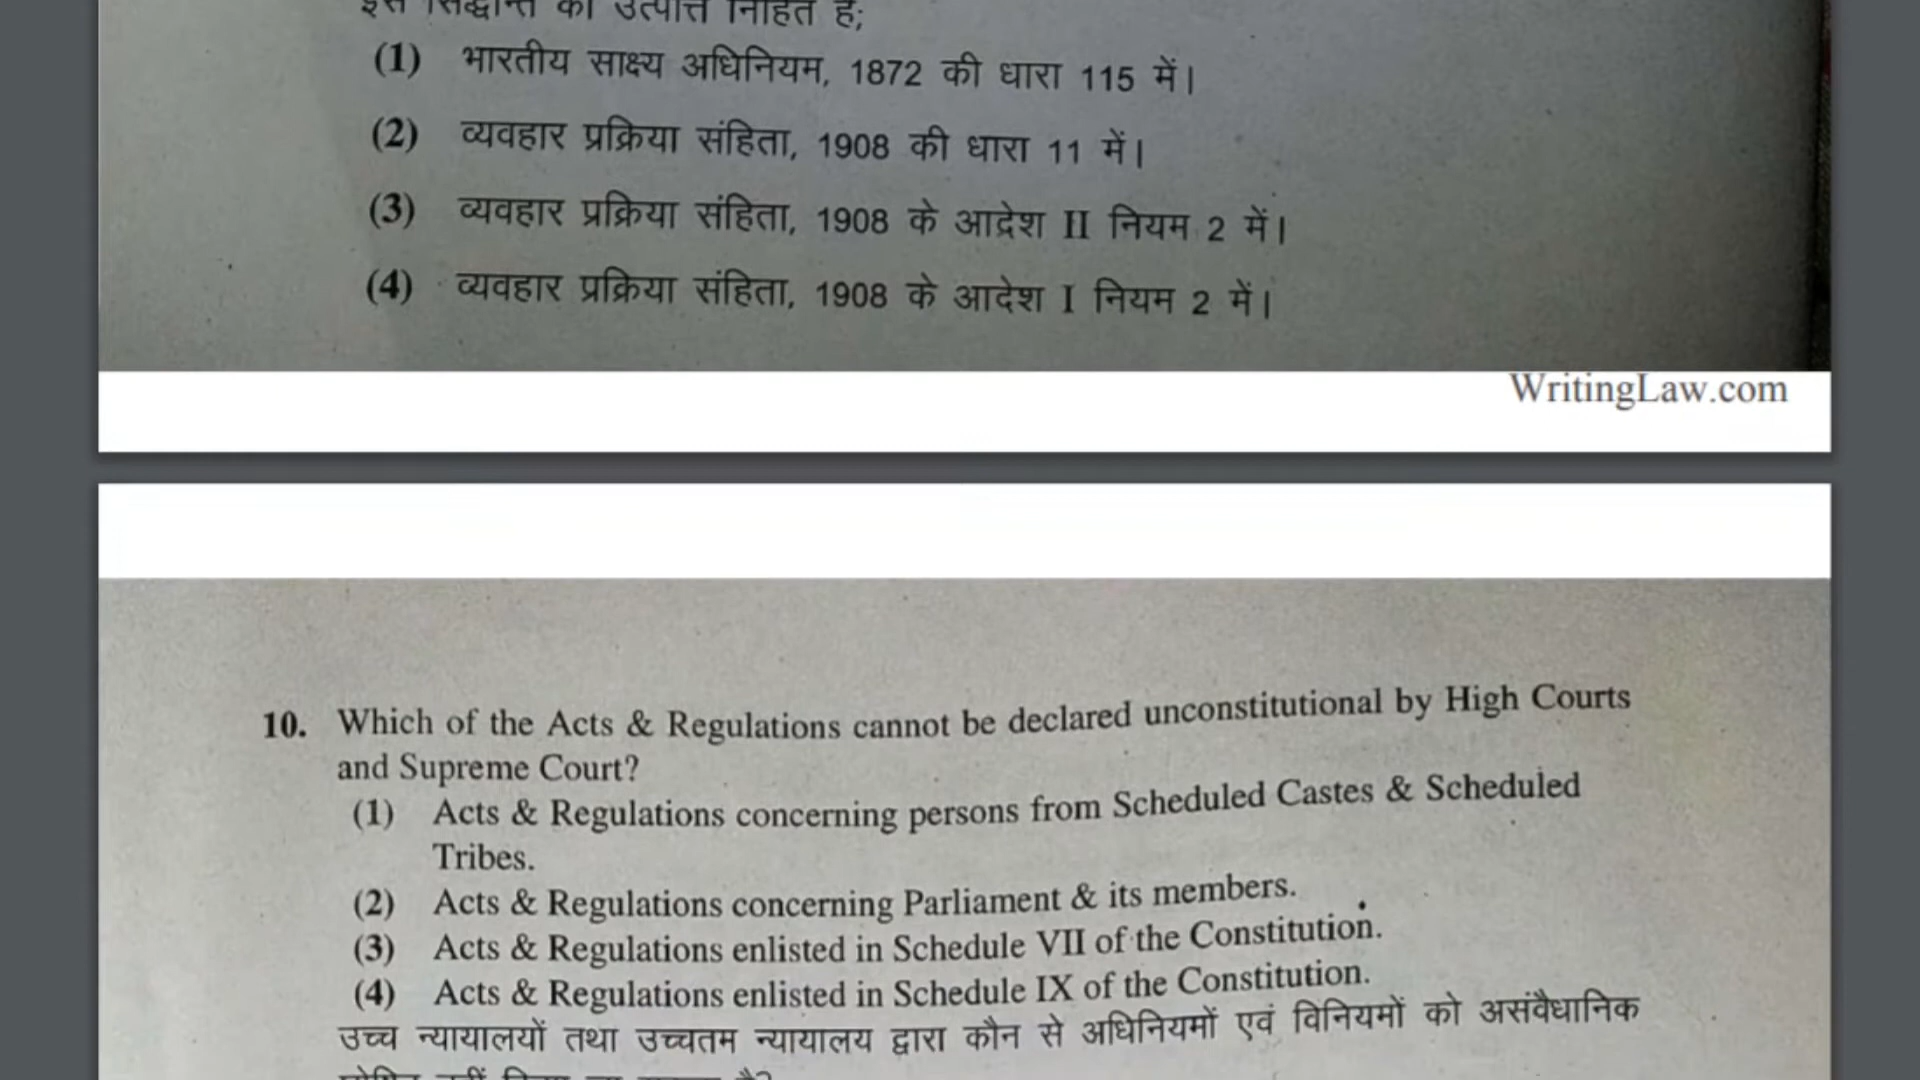 इस सिद्धान्त की उत्पत्ति निहित है;
(1) भारतीय साक्ष्य अधिनियम, 1872 की धारा 115 में।
(2) व्यवहार प्रक्रिया संहिता, 1908 की धारा 11 में।
(3) व्यवहार प्रक्रिया संहिता, 1908 के आदेश II नियम 2 में।
(4) व्यवहार प्रक्रिया संहिता, 1908 के आदेश I नियम 2 में।
WritingLaw.com
10. Which of the Acts & Regulations cannot be declared unconstitutional by High Courts
and Supreme Court?
(1) Acts & Regulations concerning persons from Scheduled Castes & Scheduled
Tribes.
(2) Acts & Regulations concerning Parliament & its members.
(3) Acts & Regulations enlisted in Schedule VII of the Constitution.
(4) Acts & Regulations enlisted in Schedule IX of the Constitution.
उच्च न्यायालयों तथा उच्चतम न्यायालय द्वारा कौन से अधिनियमों एवं विनियमों को असंवैधानिक